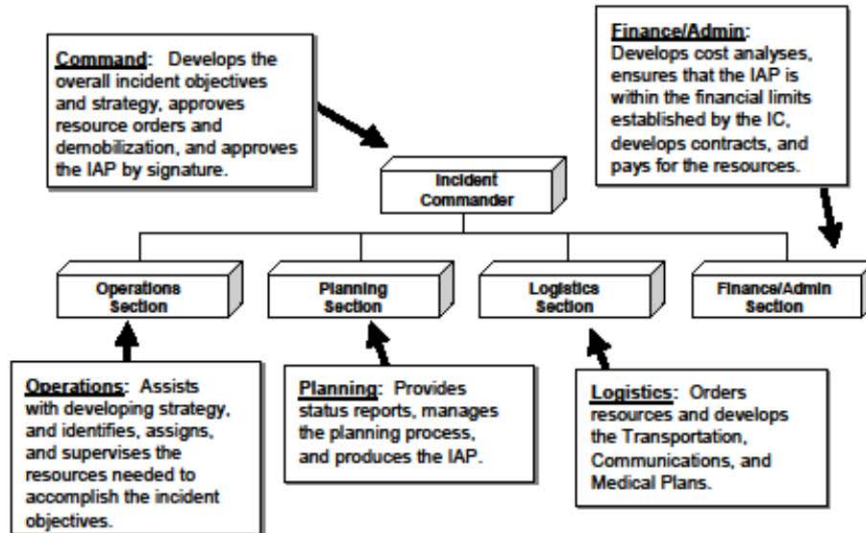 Command: Develops the
overall incident objectives
and strategy, approves
resource orders and
demobilization, and approves
the IAP by signature.
Finance/Admin:
Develops cost analyses,
ensures that the IAP is
within the financial limits
established by the IC,
develops contracts, and
pays for the resources.
Incident
Commander
Operations
Section
Planning
Section
Logistics
Section
Finance/Admin
Section
Operations: Assists
with developing strategy,
and identifies, assigns,
and supervises the
resources needed to
accomplish the incident
objectives.
Planning: Provides
status reports, manages
the planning process,
and produces the IAP.
Logistics: Orders
resources and develops
the Transportation,
Communications, and
Medical Plans.